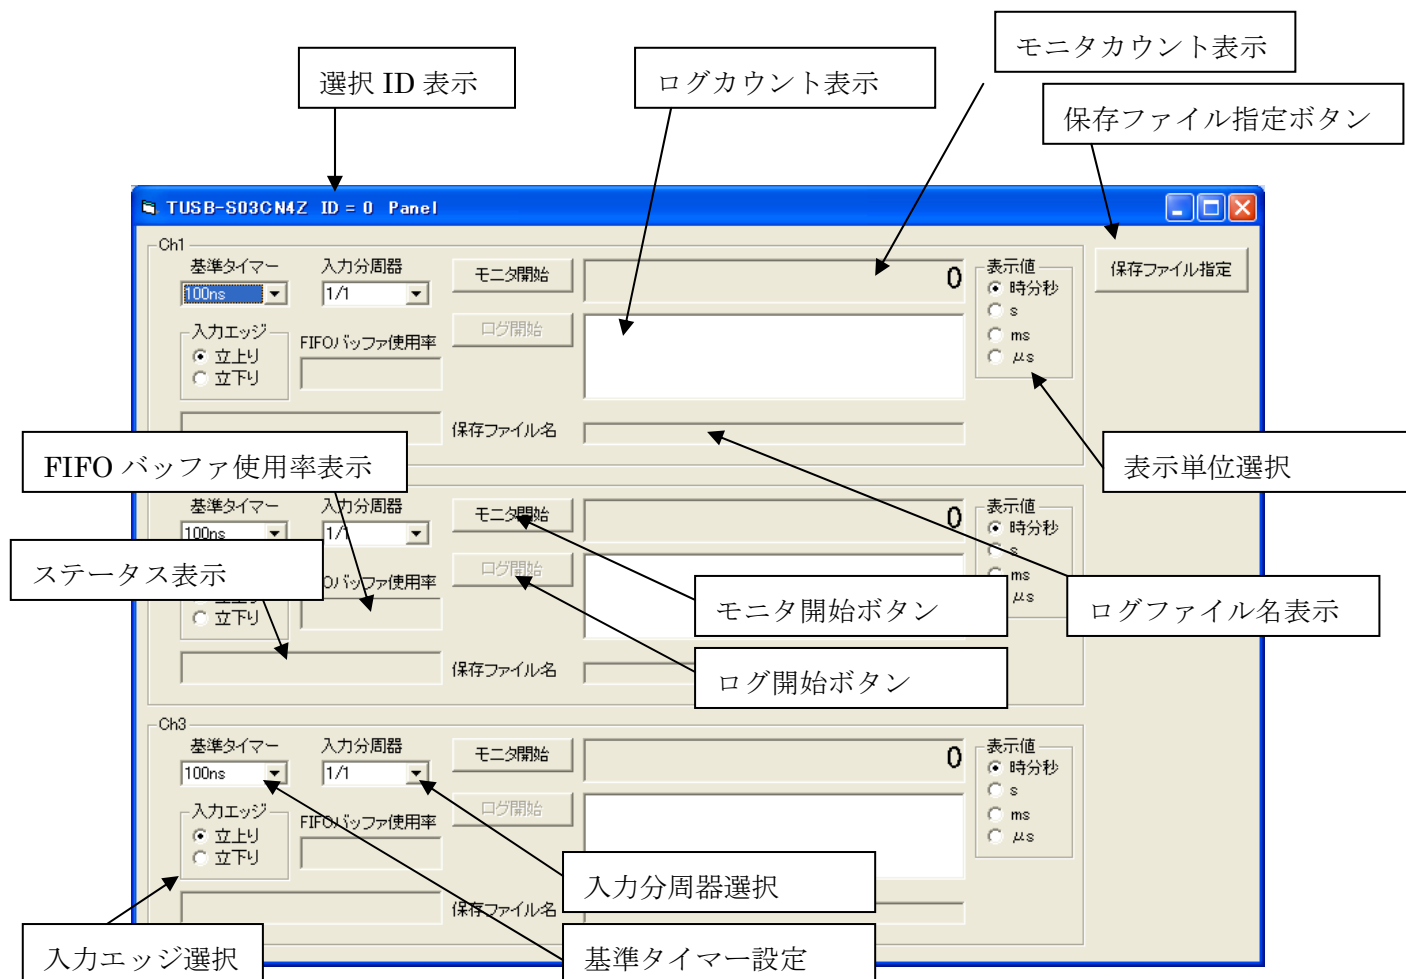 モニタカウント表示
選択 ID 表示
ログカウント表示
保存ファイル指定ボタン
TUSB-S03CN4Z ID = 0 Panel
Ch1
基準タイマー
入力分周器
モニタ開始
0
表示値
保存ファイル指定
100ns
1/1
時分秒
s
ログ開始
入力エッジ
FIFOバッファ使用率
ms
立上り
μs
立下り
保存ファイル名
FIFO バッファ使用率表示
表示単位選択
基準タイマー
入力分周器
モニタ開始
0
表示値
100ns
1/1
時分秒
s
ステータス表示
ログ開始
バッファ使用率
ms
立上り
μs
モニタ開始ボタン
ログファイル名表示
立下り
保存ファイル名
ログ開始ボタン
Ch3
基準タイマー
入力分周器
モニタ開始
0
表示値
100ns
1/1
時分秒
s
ログ開始
入力エッジ
FIFOバッファ使用率
ms
立上り
μs
立下り
入力分周器選択
保存ファイル名
入力エッジ選択
基準タイマー設定